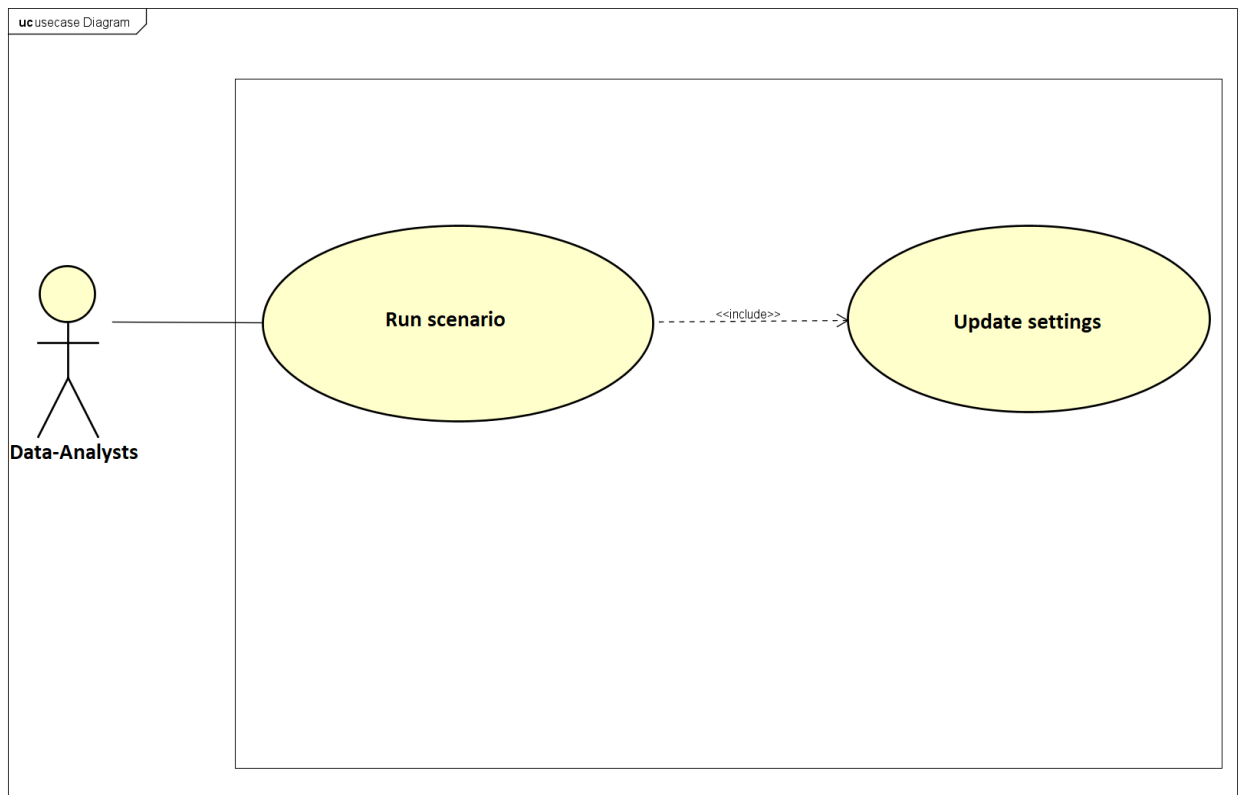 uc usecase Diagram
Run scenario
<<include>>
Update settings
Data-Analysts